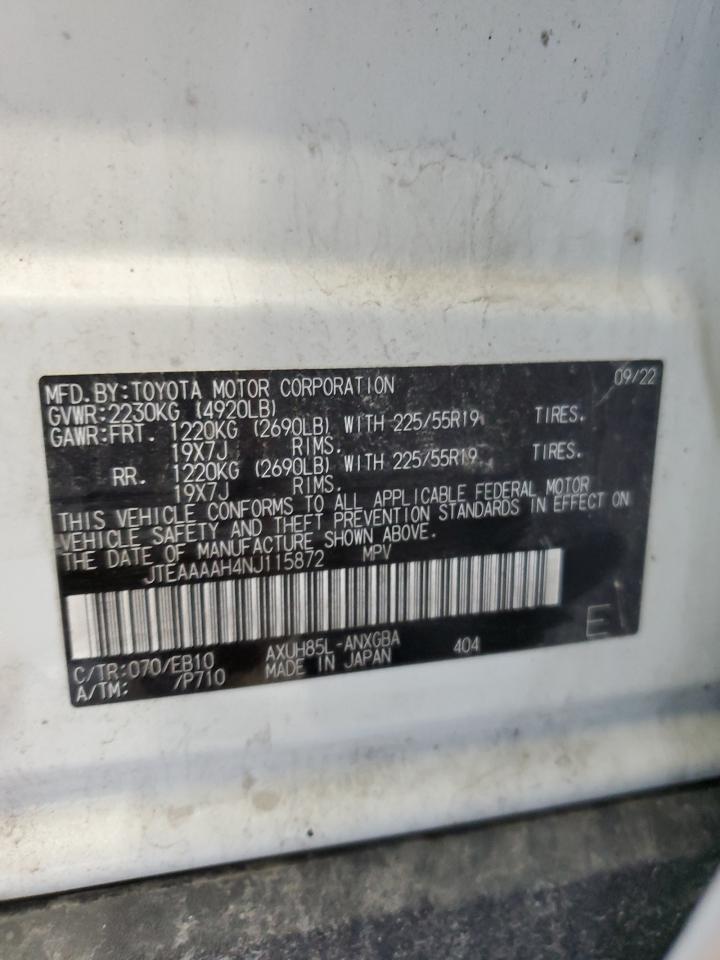 MFD. BY: TOYOTA MOTOR CORPORATION 09/22
GVWR: 2230KG (4920LB)
GAWR: FRT. 1220KG (2690LB) WITH 225/55R19 TIRES.
19X7J RIMS.
RR. 1220KG (2690LB) WITH 225/55R19 TIRES.
19X7J RIMS.
THIS VEHICLE CONFORMS TO ALL APPLICABLE FEDERAL MOTOR
VEHICLE SAFETY AND THEFT PREVENTION STANDARDS IN EFFECT ON
THE DATE OF MANUFACTURE SHOWN ABOVE.
JTEAAAAH4NJ115872 MPV
E
C/TR: 070/EB10 AXUH85L-ANXGBA 404
A/TM: /P710 MADE IN JAPAN